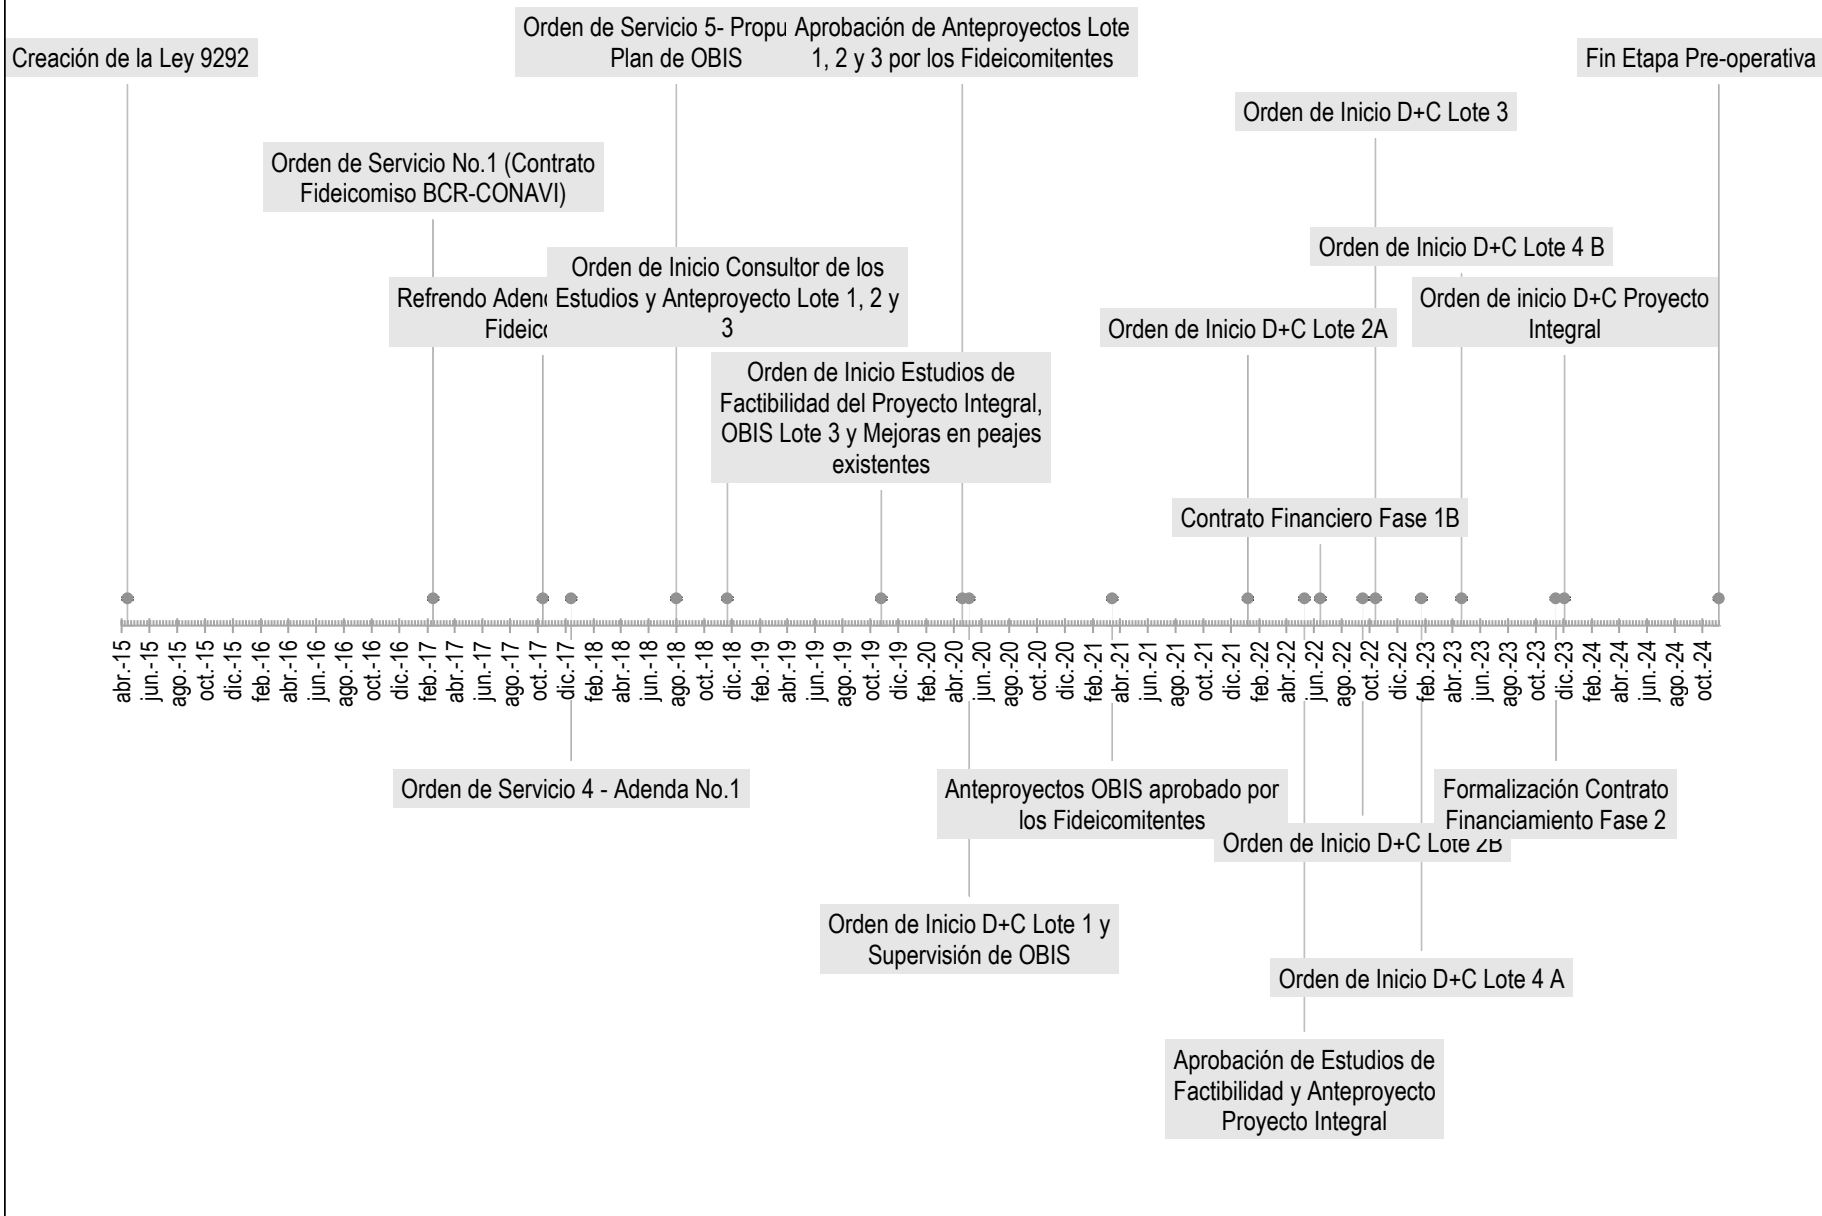 Creación de la Ley 9292
Orden de Servicio 5- Propu
Plan de OBIS
Aprobación de Anteproyectos Lote
1, 2 y 3 por los Fideicomitentes
Fin Etapa Pre-operativa
Orden de Inicio D+C Lote 3
Orden de Servicio No.1 (Contrato
Fideicomiso BCR-CONAVI)
Orden de Inicio D+C Lote 4 B
Refrendo
Orden de Inicio Consultor de los
Estudios y Anteproyecto Lote 1, 2 y
3
Orden de inicio D+C Proyecto
Integral
Orden de Inicio D+C Lote 2A
Orden de Inicio Estudios de
Factibilidad del Proyecto Integral,
OBIS Lote 3 y Mejoras en peajes
existentes
Contrato Financiero Fase 1B
abr.-15
jun.-15
ago.-15
oct.-15
dic.-15
feb.-16
abr.-16
jun.-16
ago.-16
oct.-16
dic.-16
feb.-17
abr.-17
jun.-17
ago.-17
oct.-17
dic.-17
feb.-18
abr.-18
jun.-18
ago.-18
oct.-18
dic.-18
feb.-19
abr.-19
jun.-19
ago.-19
oct.-19
dic.-19
feb.-20
abr.-20
jun.-20
ago.-20
oct.-20
dic.-20
feb.-21
abr.-21
jun.-21
ago.-21
oct.-21
dic.-21
feb.-22
abr.-22
jun.-22
ago.-22
oct.-22
dic.-22
feb.-23
abr.-23
jun.-23
ago.-23
oct.-23
dic.-23
feb.-24
abr.-24
jun.-24
ago.-24
oct.-24
Orden de Servicio 4 - Adenda No.1
Anteproyectos OBIS aprobado por
los Fideicomitentes
Formalización Contrato
Financiamiento Fase 2
Orden de Inicio D+C Lote 2B
Orden de Inicio D+C Lote 1 y
Supervisión de OBIS
Orden de Inicio D+C Lote 4 A
Aprobación de Estudios de
Factibilidad y Anteproyecto
Proyecto Integral